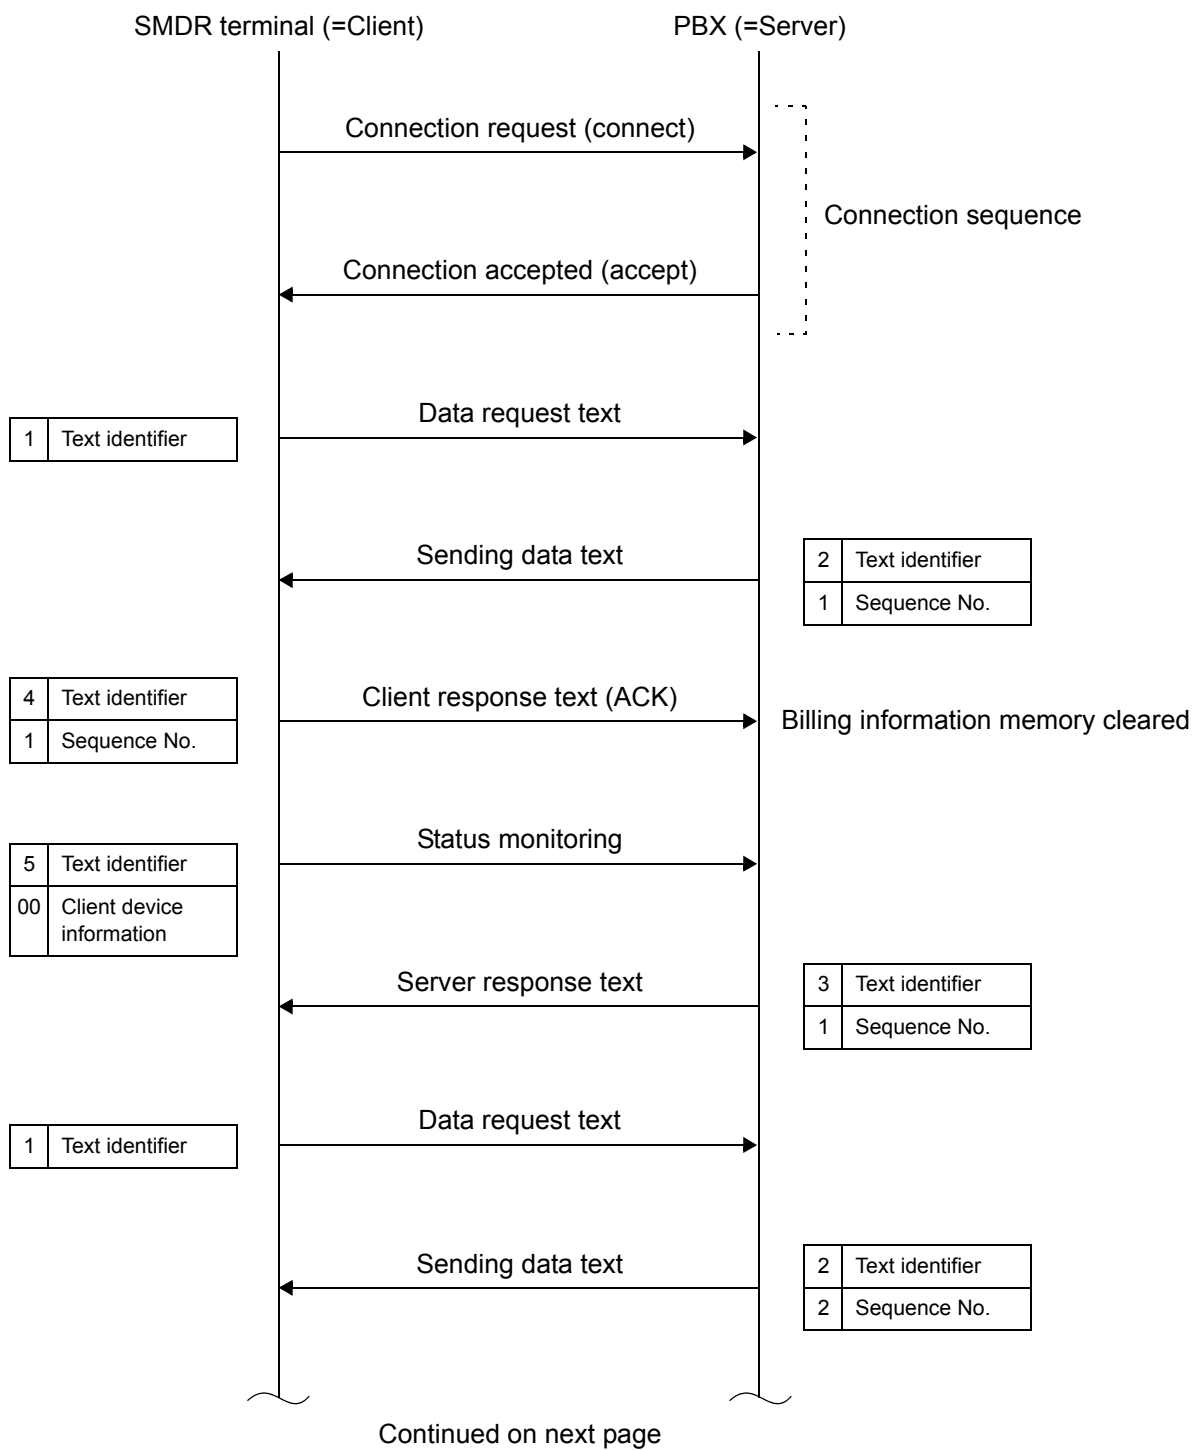 SMDR terminal (=Client)
PBX (=Server)
Connection request (connect)
Connection sequence
Connection accepted (accept)
Data request text
1 Text identifier
Sending data text
2 Text identifier
1 Sequence No.
4 Text identifier
1 Sequence No.
Client response text (ACK)
Billing information memory cleared
Status monitoring
5 Text identifier
00 Client device
information
Server response text
3 Text identifier
1 Sequence No.
Data request text
1 Text identifier
Sending data text
2 Text identifier
2 Sequence No.
Continued on next page